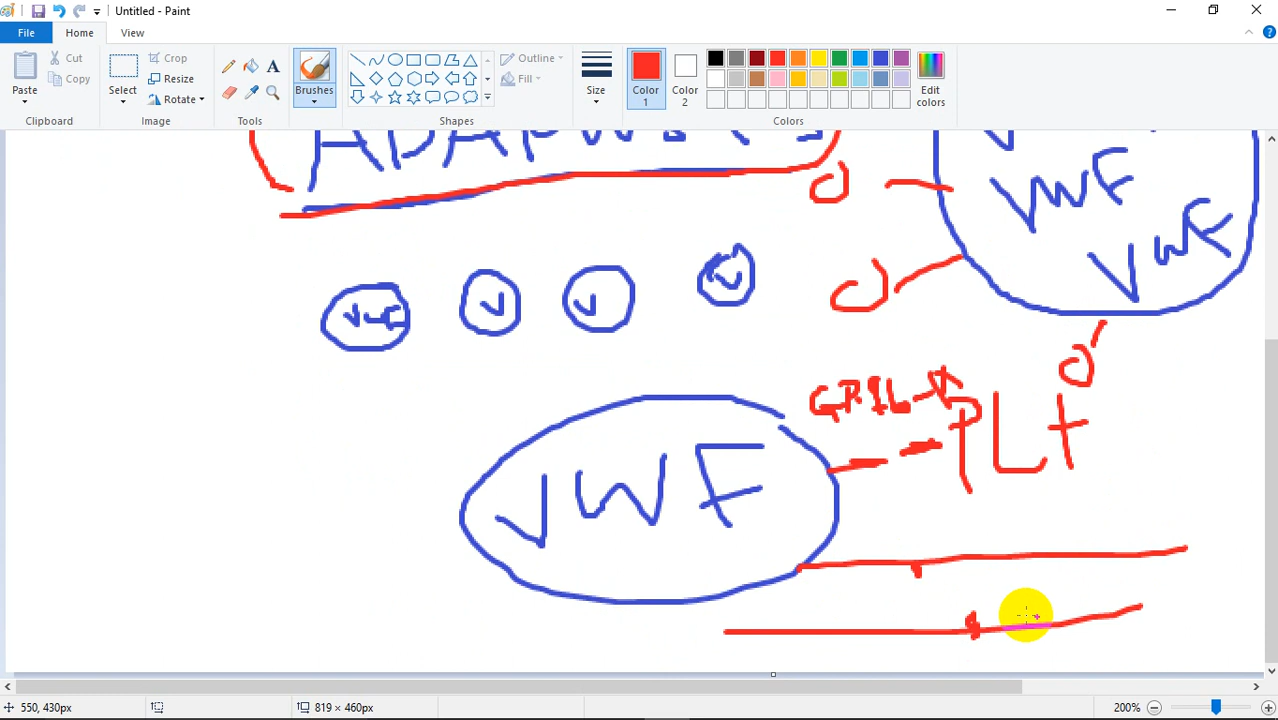 Untitled - Paint
File Home View
Paste
Cut
Copy
Clipboard
Select
Crop
Resize
Rotate
Image
A
Tools
Brushes
Outline
Fill
Shapes
Size
Color
1
Color
2
Edit
colors
Colors
VWF
VWF
VWF V V V
PLt
VWF
550, 430px
819 × 460px
200%